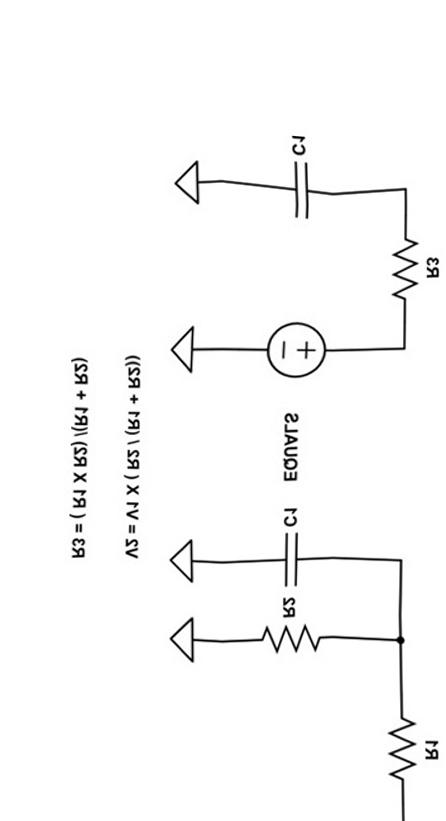 R1
R2
C1
EQUALS
R3
C1
V2 = V1 X ( R2 / (R1 + R2))
R3 = ( R1 X R2) /(R1 + R2)